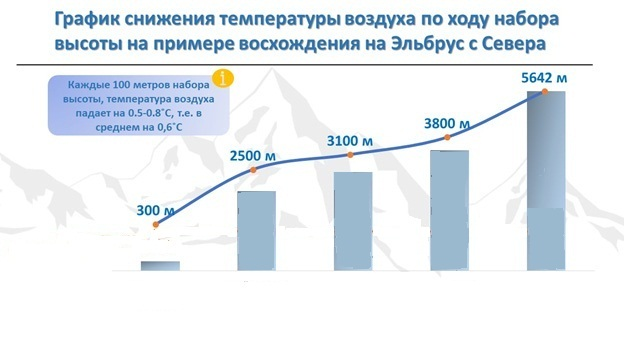 График снижения температуры воздуха по ходу набора
высоты на примере восхождения на Эльбрус с Севера
Каждые 100 метров набора
высоты, температура воздуха
падает на 0.5-0.8˚С, т.е. в
среднем на 0,6˚С
i
5642 м
3800 м
3100 м
2500 м
300 м